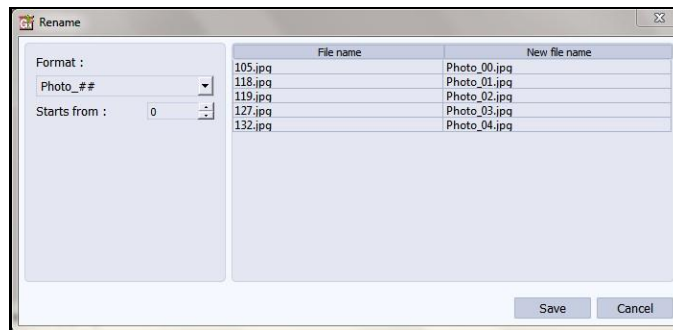 Rename
Format :
Photo_##
Starts from : 0
File name New file name
105.jpg Photo_00.jpg
118.jpg Photo_01.jpg
119.jpg Photo_02.jpg
127.jpg Photo_03.jpg
132.jpg Photo_04.jpg
Save Cancel